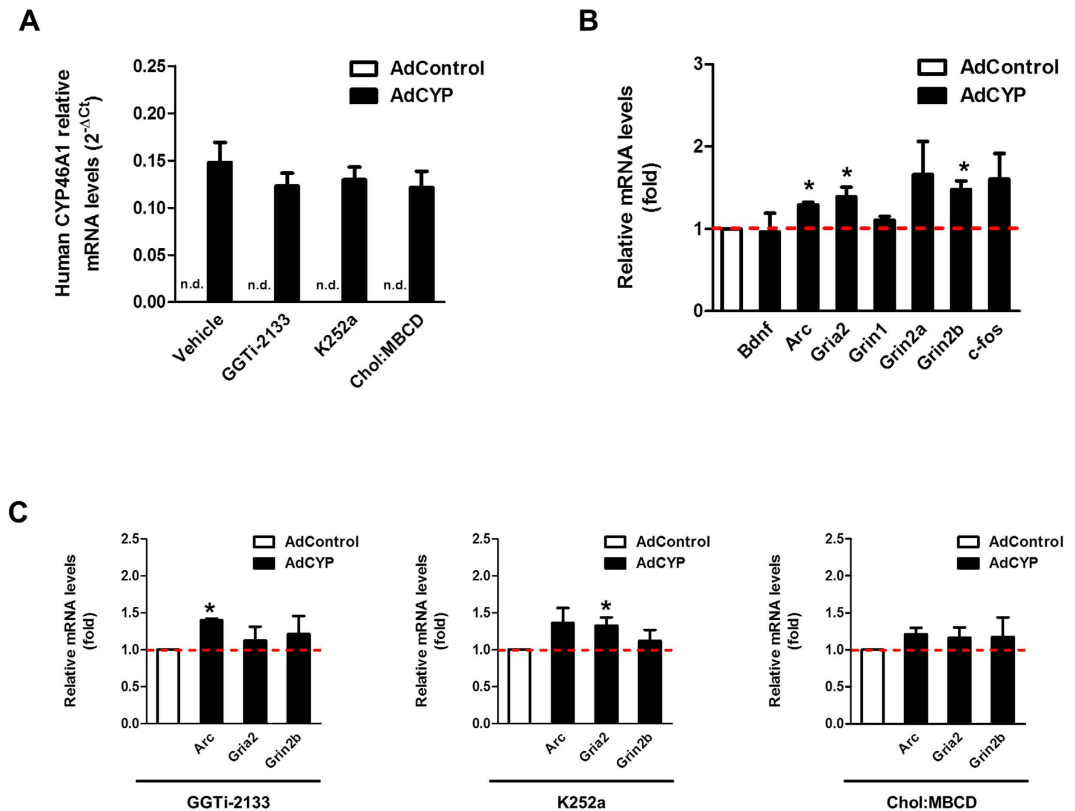 A
Human CYP46A1 relative
mRNA levels (2^-ΔCt)
0.25
0.20
0.15
0.10
0.05
0.00
AdControl
AdCYP
n.d.
n.d.
n.d.
n.d.
Vehicle
GGTi-2133
K252a
Chol:MBCD
B
Relative mRNA levels
(fold)
3
2
1
0
AdControl
AdCYP
*
*
*
Bdnf
Arc
Gria2
Grin1
Grin2a
Grin2b
c-fos
C
Relative mRNA levels
(fold)
2.5
2.0
1.5
1.0
0.5
0.0
AdControl
AdCYP
*
Arc
Gria2
Grin2b
GGTi-2133
Relative mRNA levels
(fold)
2.5
2.0
1.5
1.0
0.5
0.0
AdControl
AdCYP
*
Arc
Gria2
Grin2b
K252a
Relative mRNA levels
(fold)
2.5
2.0
1.5
1.0
0.5
0.0
AdControl
AdCYP
Arc
Gria2
Grin2b
Chol:MBCD